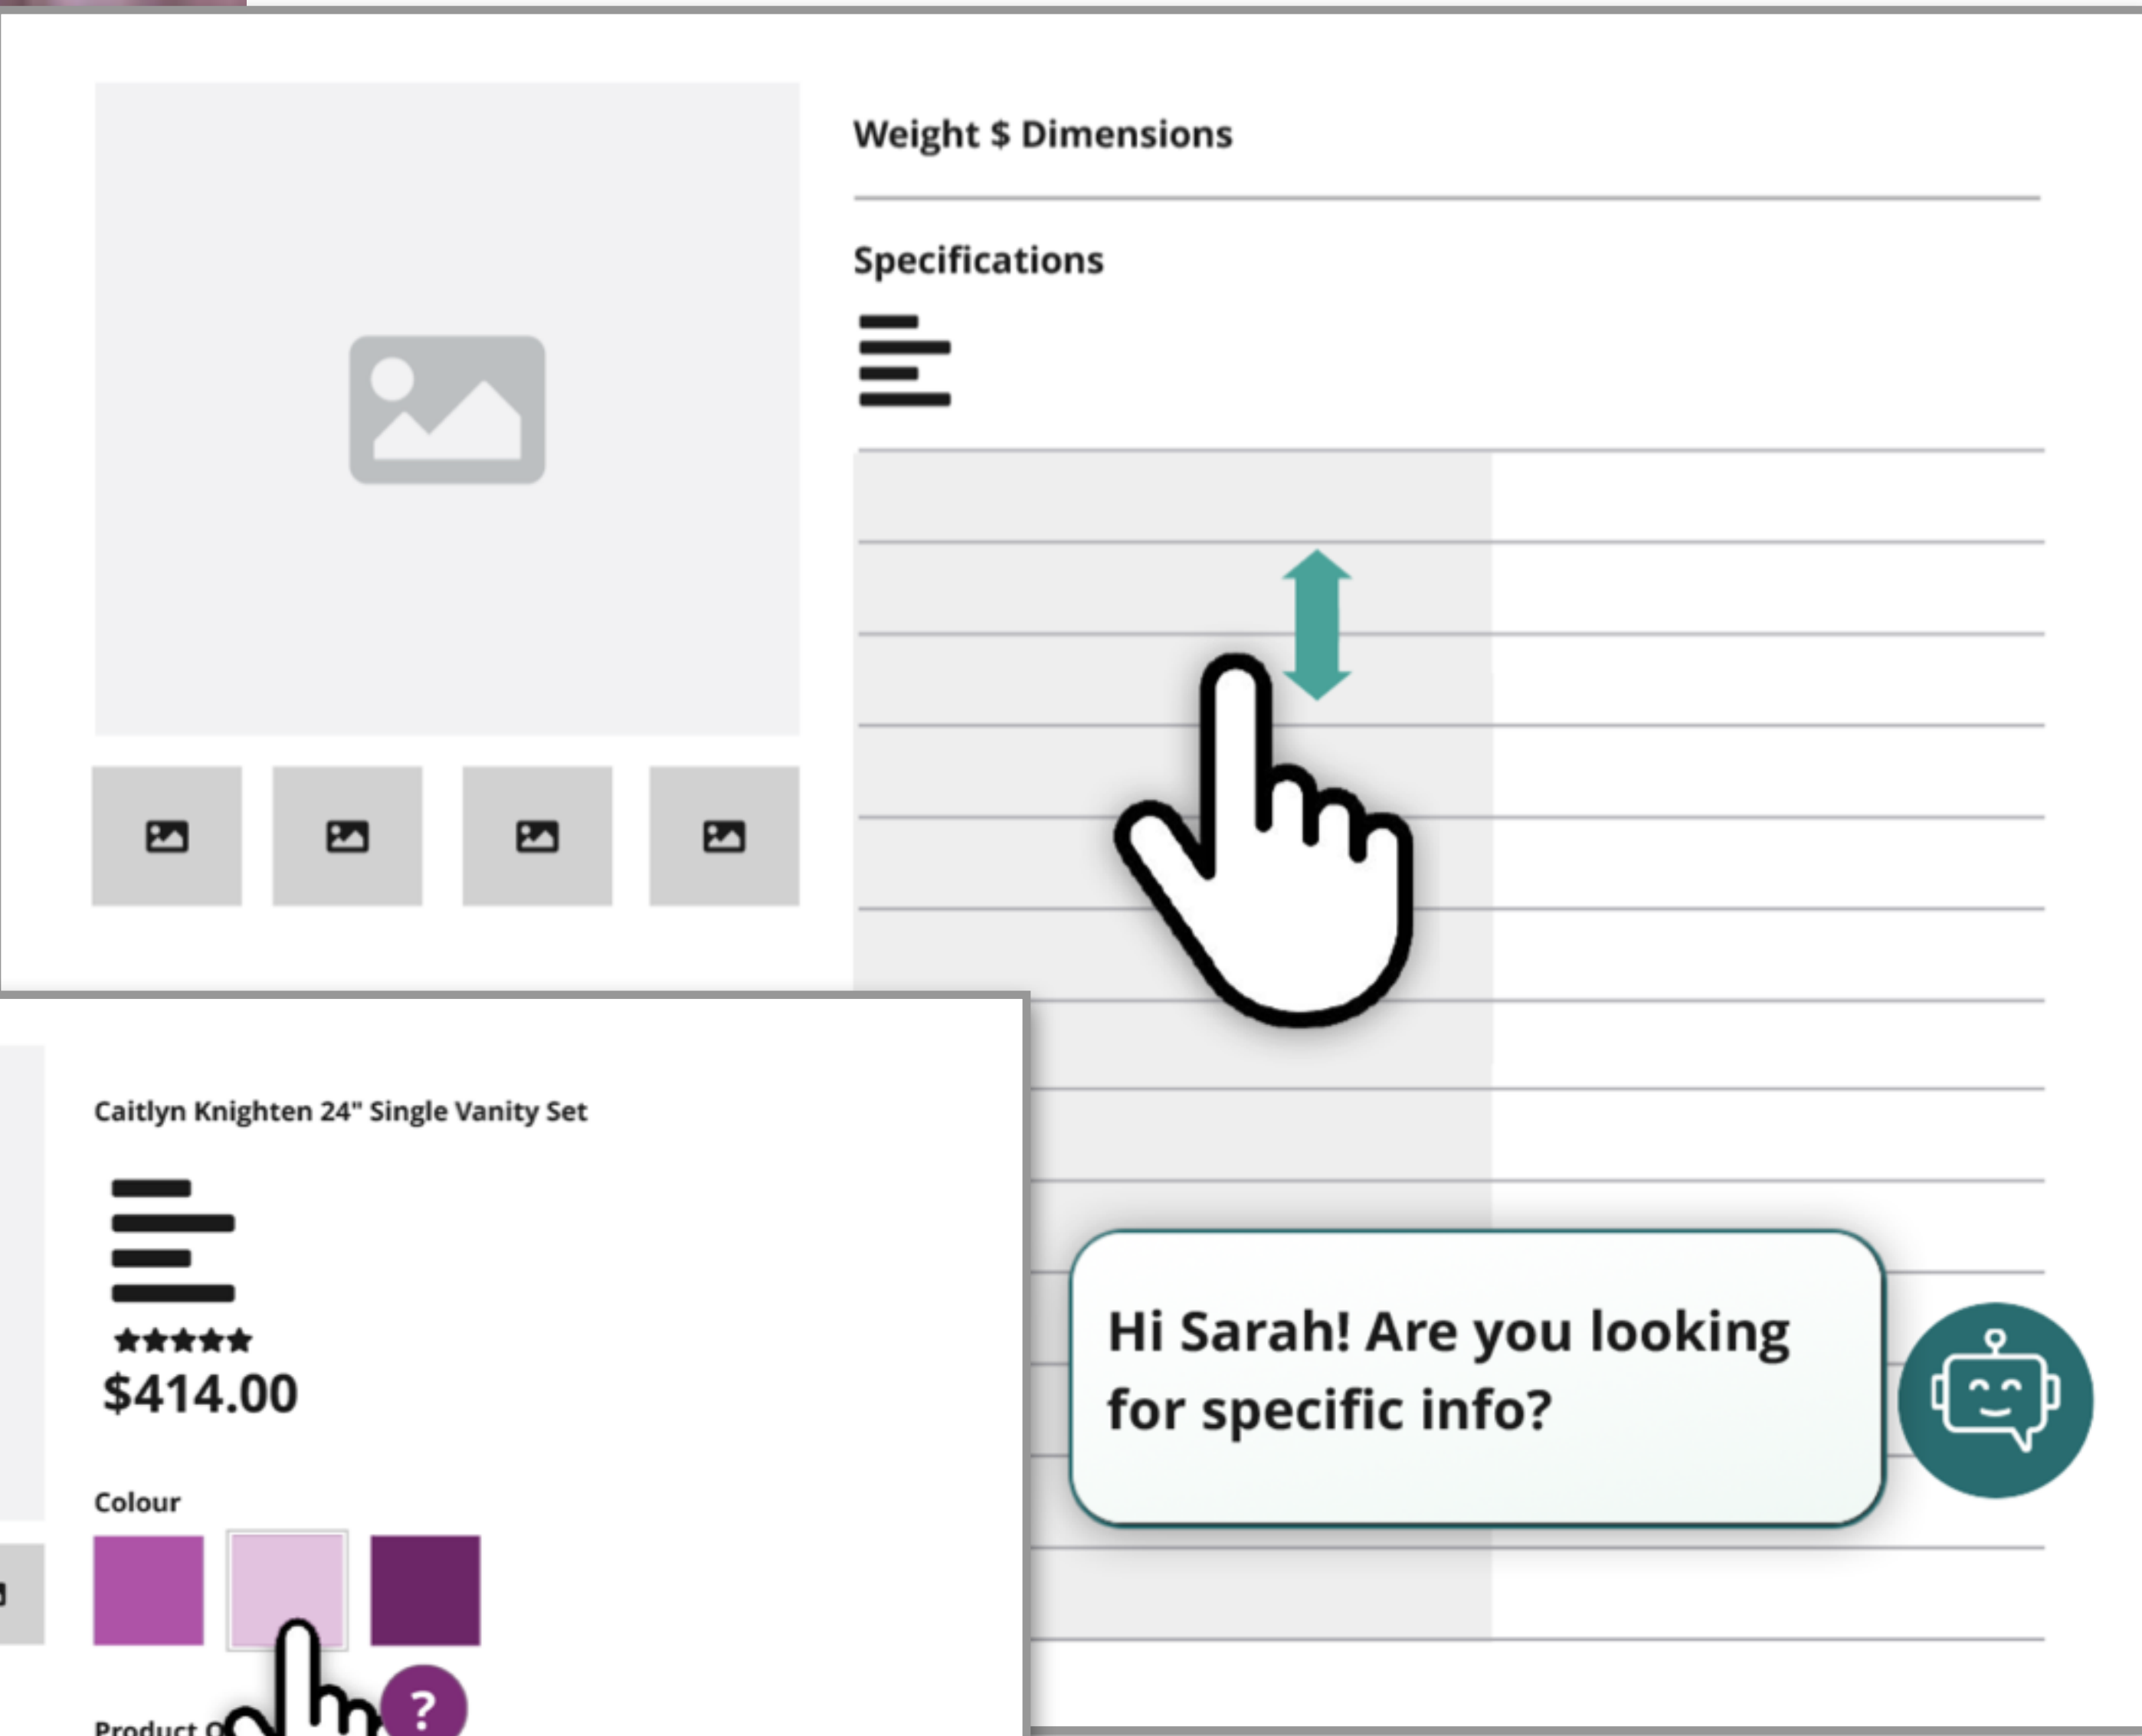 Weight $ Dimensions
Specifications
Hi Sarah! Are you looking
for specific info?
Caitlyn Knighten 24" Single Vanity Set
$414.00
Colour
?
Product